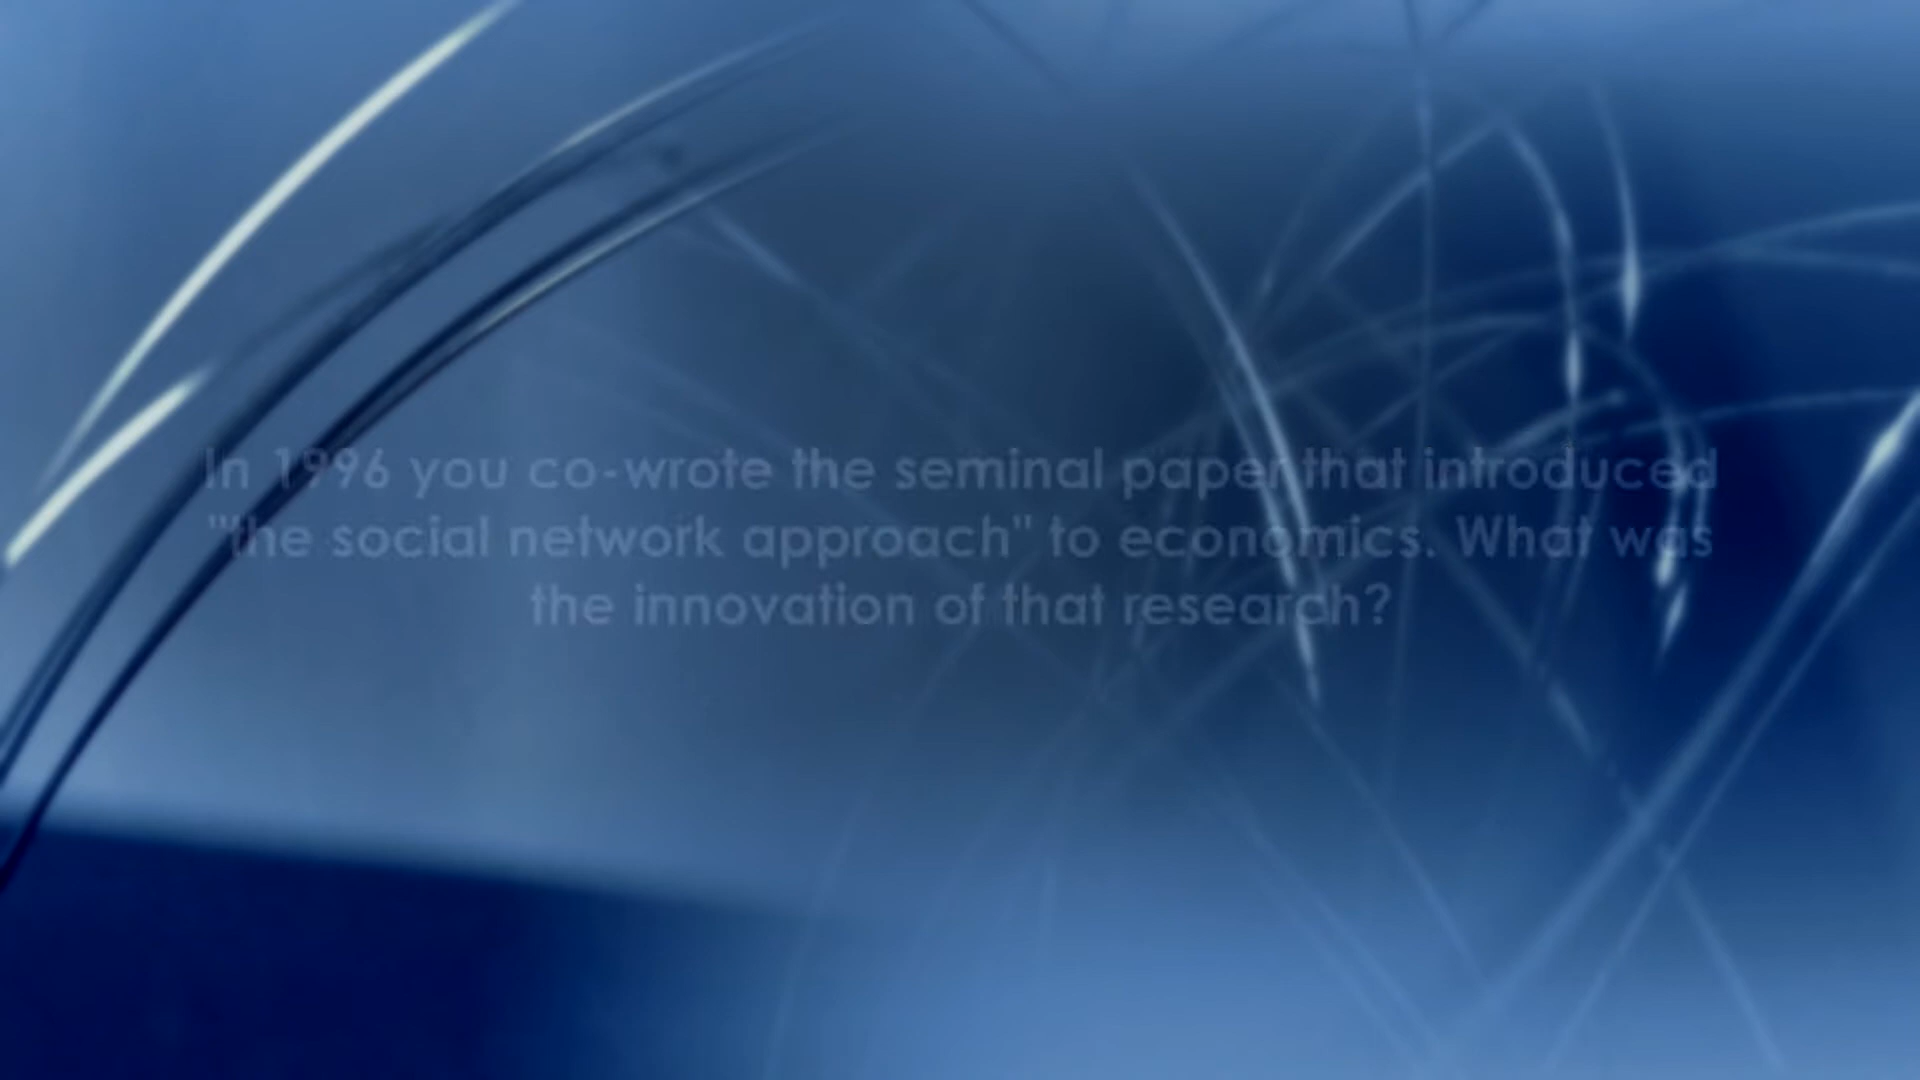 In 1996 you co-wrote the seminal paper that introduced
"the social network approach" to economics. What was
the innovation of that research?